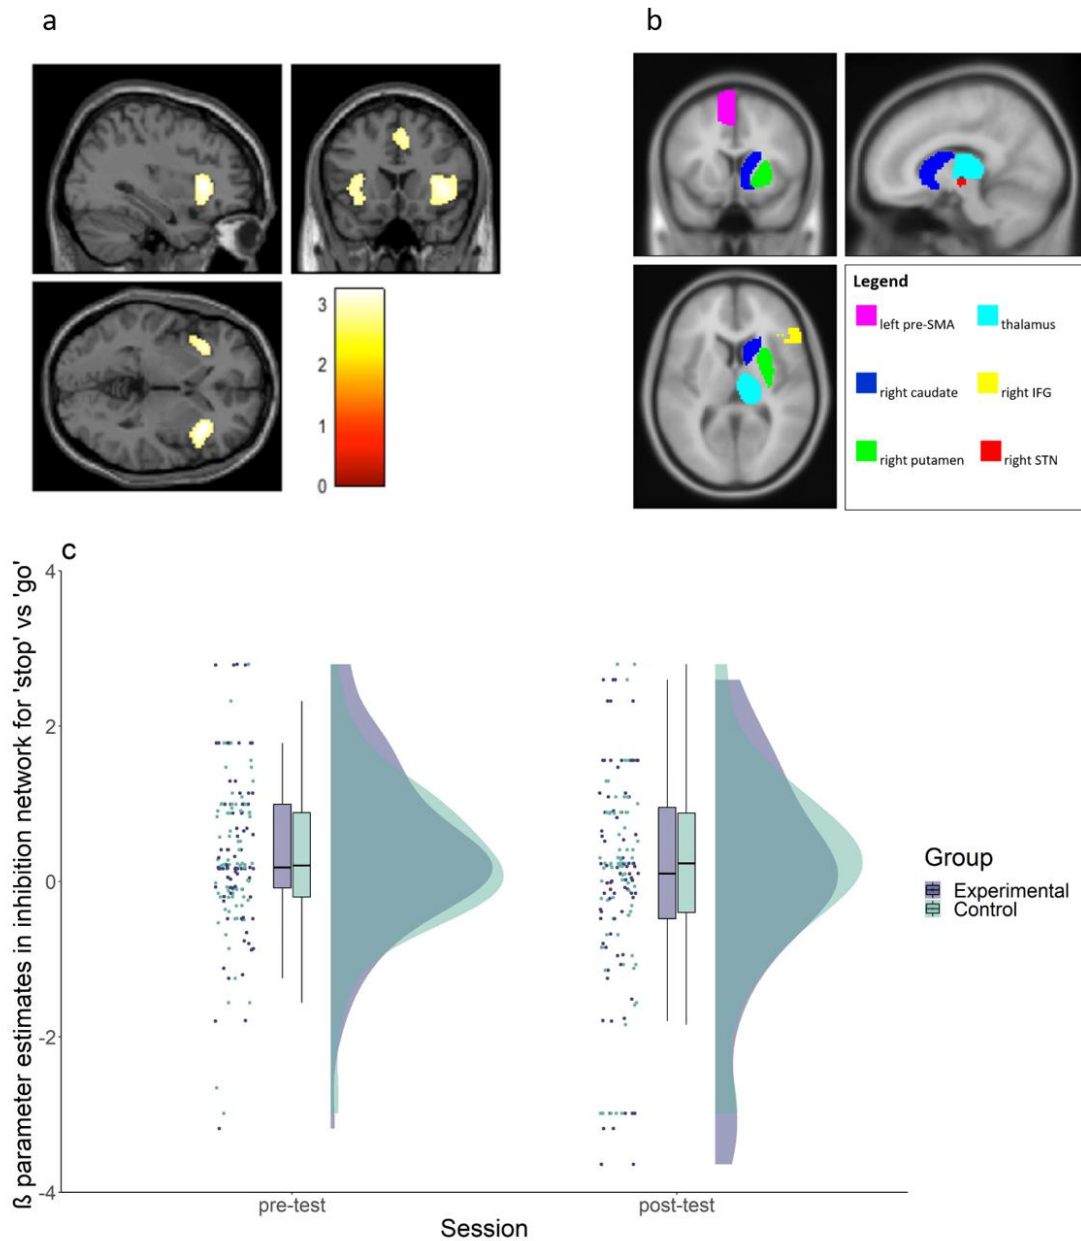 a
b
3
2
1
0
Legend
left pre-SMA
thalamus
right caudate
right IFG
right putamen
right STN
c
ß parameter estimates in inhibition network for 'stop' vs 'go'
4
2
0
-2
-4
pre-test
post-test
Session
Group
Experimental
Control